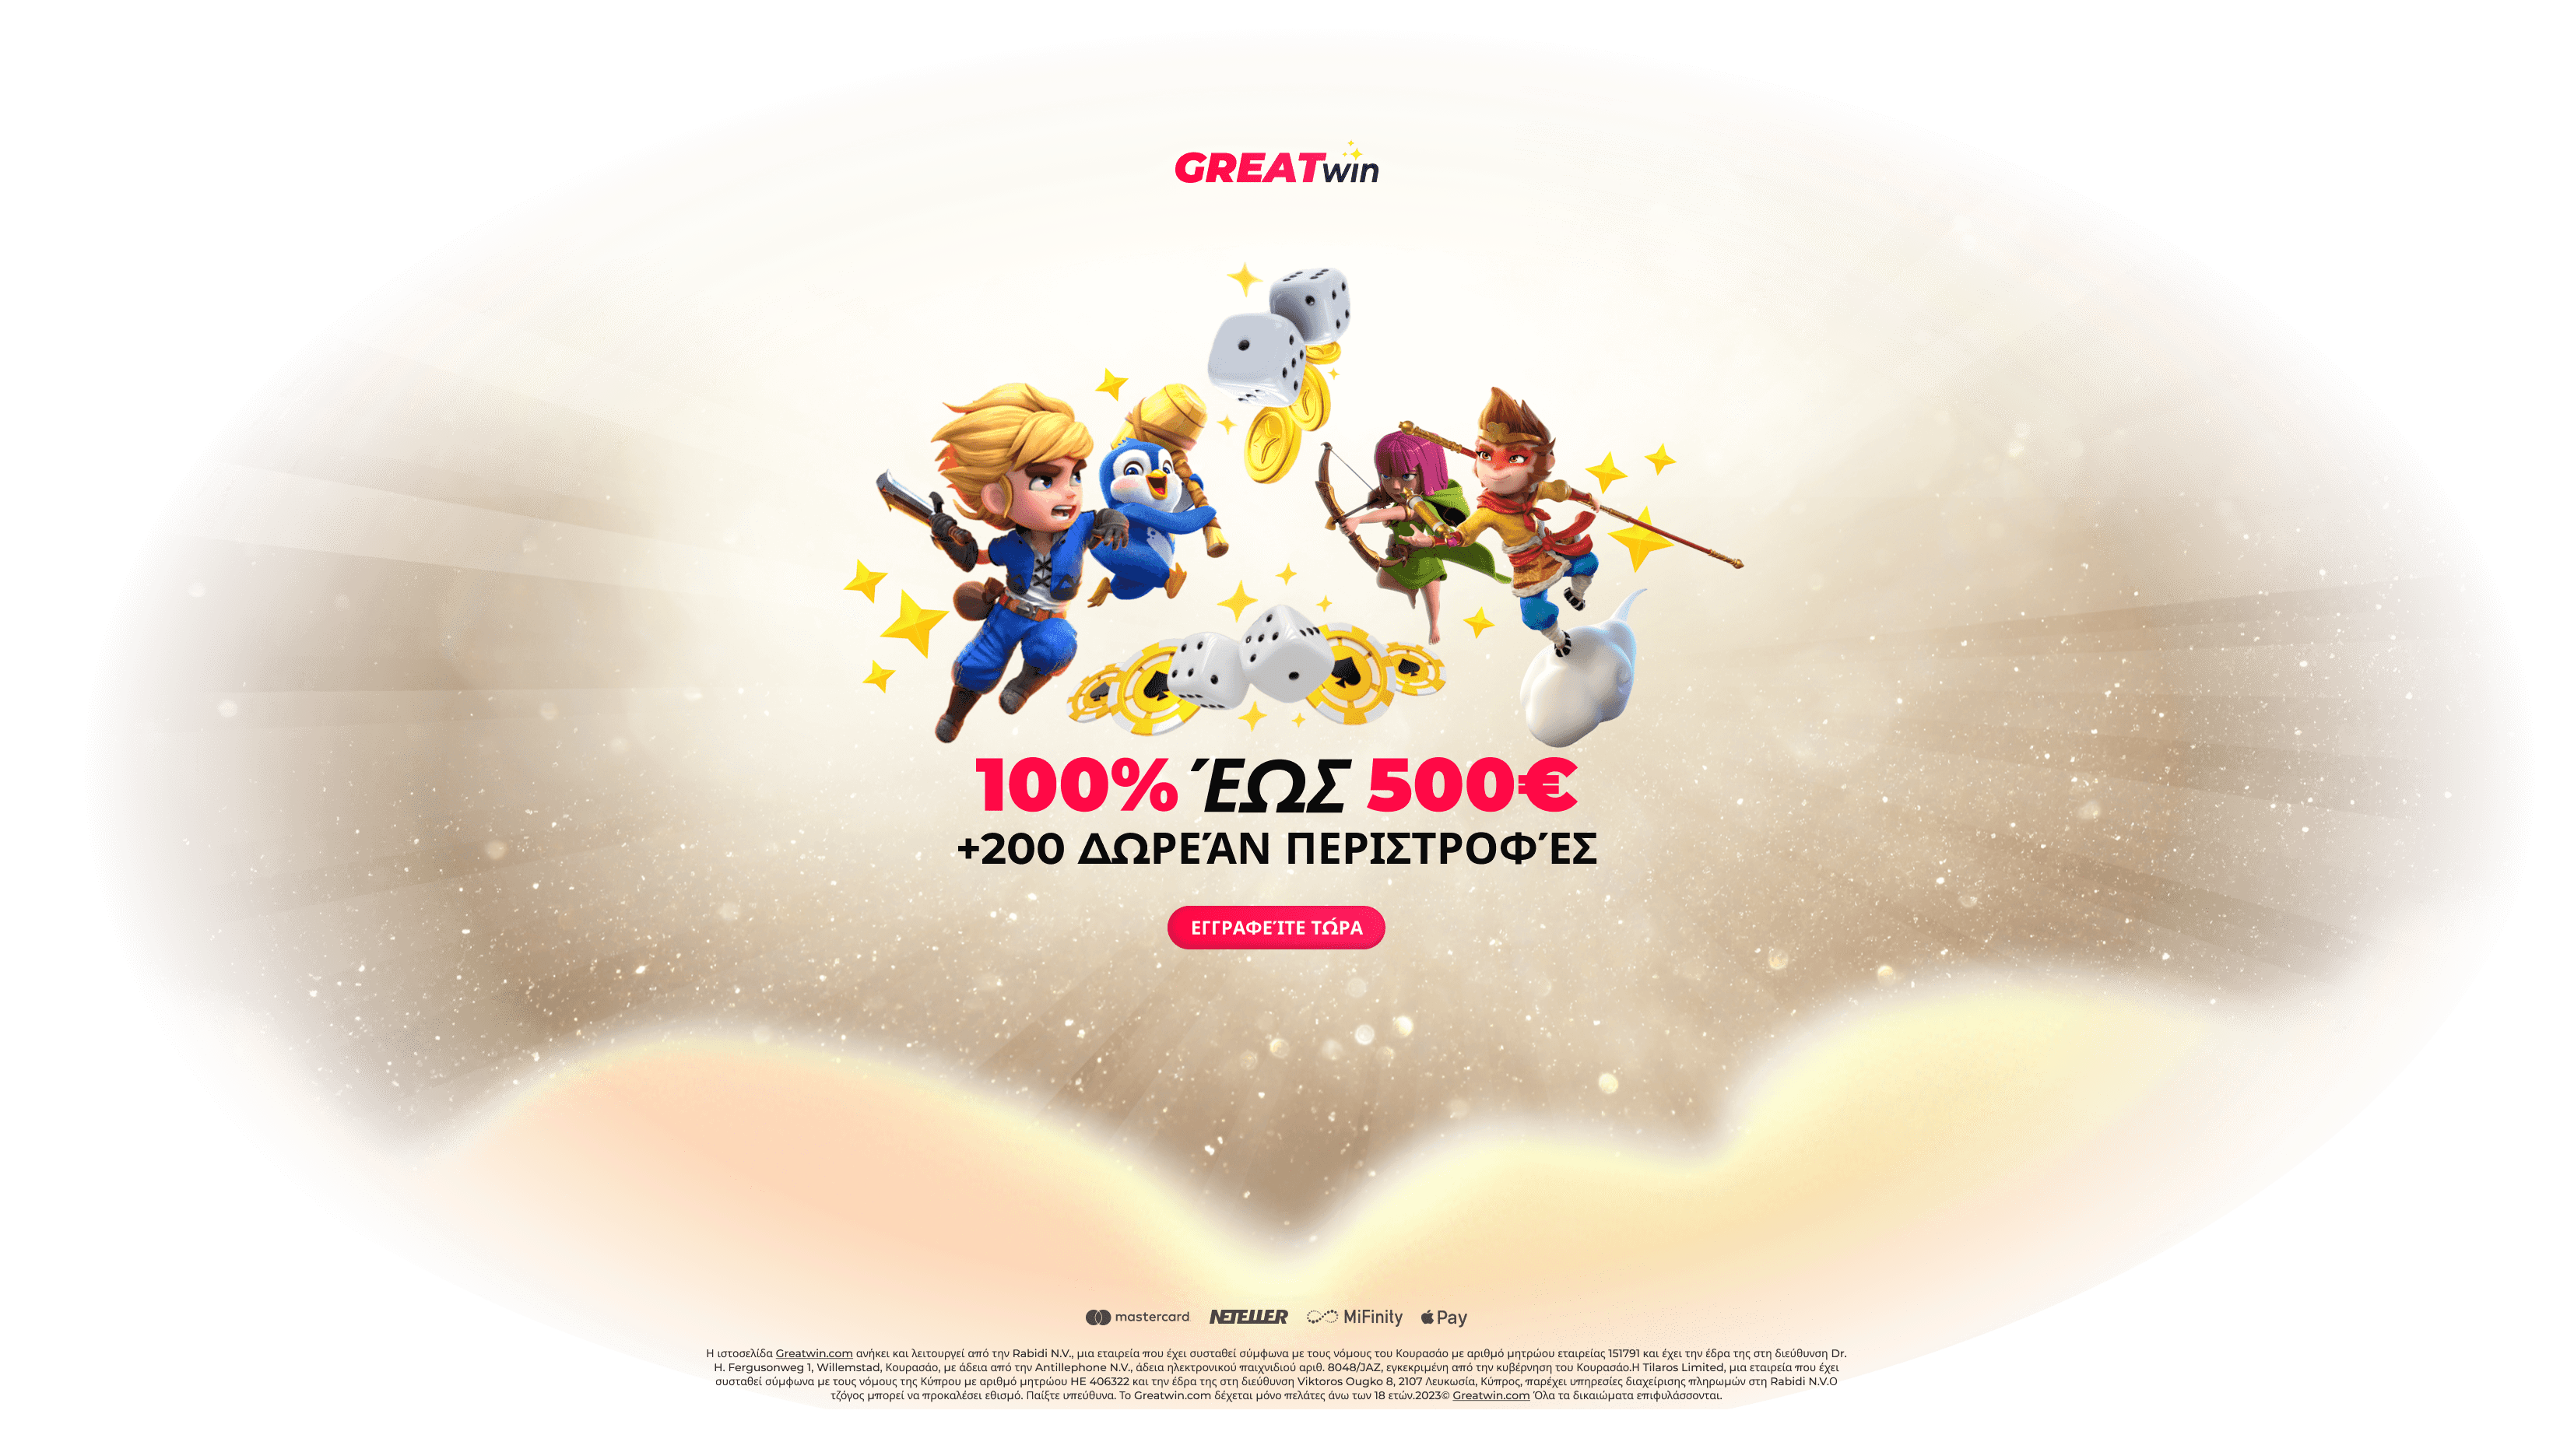 GREATwin
100% ΈΩΣ 500€
+200 ΔΩΡΕΆΝ ΠΕΡΙΣΤΡΟΦΈΣ
ΕΓΓΡΑΦΕΊΤΕ ΤΏΡΑ
mastercard NETELLER MiFinity Pay
Η ιστοσελίδα Greatwin.com ανήκει και λειτουργεί από την Rabidi N.V., μια εταιρεία που έχει συσταθεί σύμφωνα με τους νόμους του Κουρασάο με αριθμό μητρώου εταιρείας 151791 και έχει την έδρα της στη διεύθυνση Dr.
H. Fergusonweg 1, Willemstad, Κουρασάο, με άδεια από την Antillephone N.V., άδεια ηλεκτρονικού παιχνιδιού αριθ. 8048/JAZ, εγκεκριμένη από την κυβέρνηση του Κουρασάο.Η Tilaros Limited, μια εταιρεία που έχει
συσταθεί σύμφωνα με τους νόμους της Κύπρου με αριθμό μητρώου HE 406322 και την έδρα της στη διεύθυνση Viktoros Ougko 8, 2107 Λευκωσία, Κύπρος, παρέχει υπηρεσίες διαχείρισης πληρωμών στη Rabidi N.V.Ο
τζόγος μπορεί να προκαλέσει εθισμό. Παίξτε υπεύθυνα. Το Greatwin.com δέχεται μόνο πελάτες άνω των 18 ετών.2023© Greatwin.com Όλα τα δικαιώματα επιφυλάσσονται.